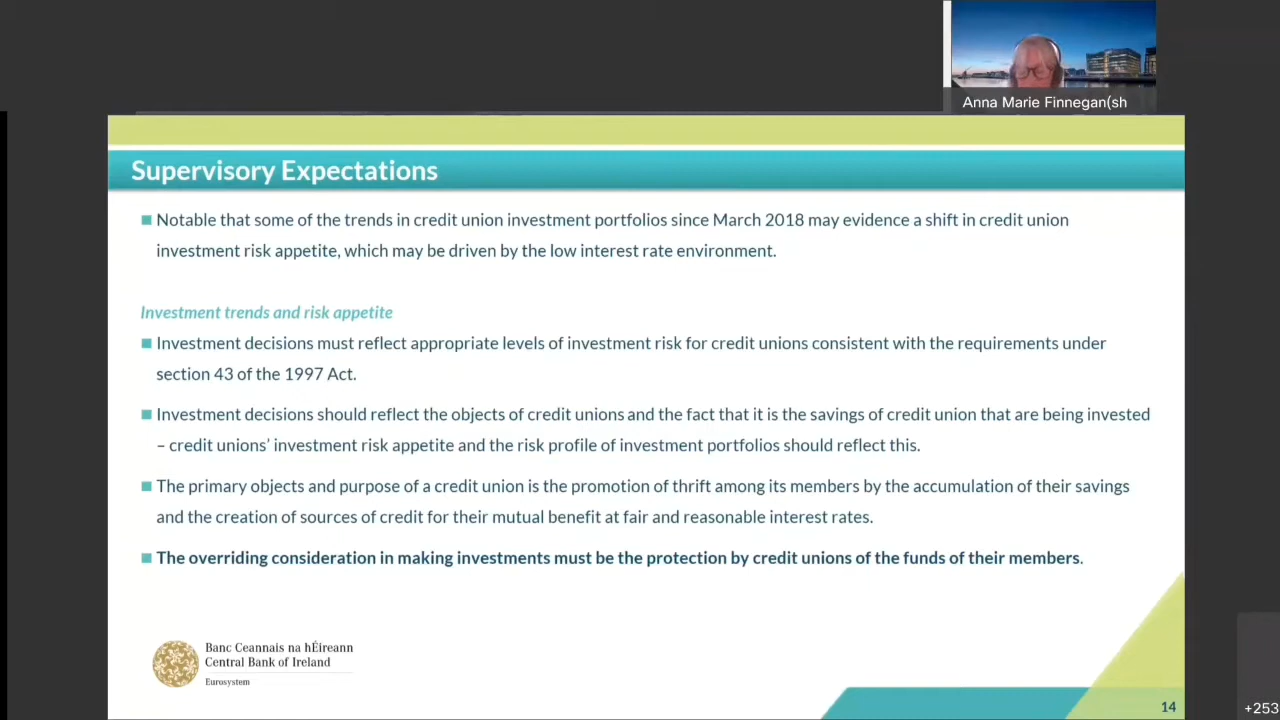 Anna Marie Finnegan(sh
Supervisory Expectations
Notable that some of the trends in credit union investment portfolios since March 2018 may evidence a shift in credit union
investment risk appetite, which may be driven by the low interest rate environment.
Investment trends and risk appetite
Investment decisions must reflect appropriate levels of investment risk for credit unions consistent with the requirements under
section 43 of the 1997 Act.
Investment decisions should reflect the objects of credit unions and the fact that it is the savings of credit union that are being invested
– credit unions’ investment risk appetite and the risk profile of investment portfolios should reflect this.
The primary objects and purpose of a credit union is the promotion of thrift among its members by the accumulation of their savings
and the creation of sources of credit for their mutual benefit at fair and reasonable interest rates.
The overriding consideration in making investments must be the protection by credit unions of the funds of their members.
Banc Ceannais na hÉireann
Central Bank of Ireland
Eurosystem
14
+253